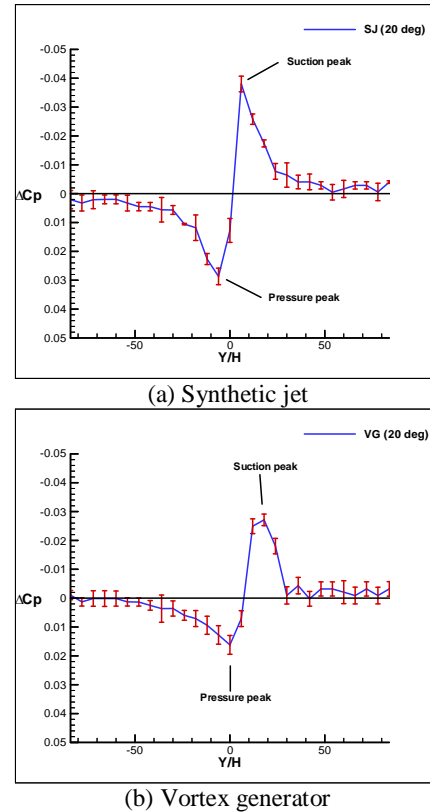 SJ (20 deg)
-0.05
Suction peak
-0.04
-0.03
-0.02
-0.01
0
ΔCp
0.01
0.02
0.03
Pressure peak
0.04
0.05
-50 0 50
Y/H
(a) Synthetic jet
VG (20 deg)
-0.05
Suction peak
-0.04
-0.03
-0.02
-0.01
0
ΔCp
0.01
0.02
0.03
Pressure peak
0.04
0.05
-50 0 50
Y/H
(b) Vortex generator